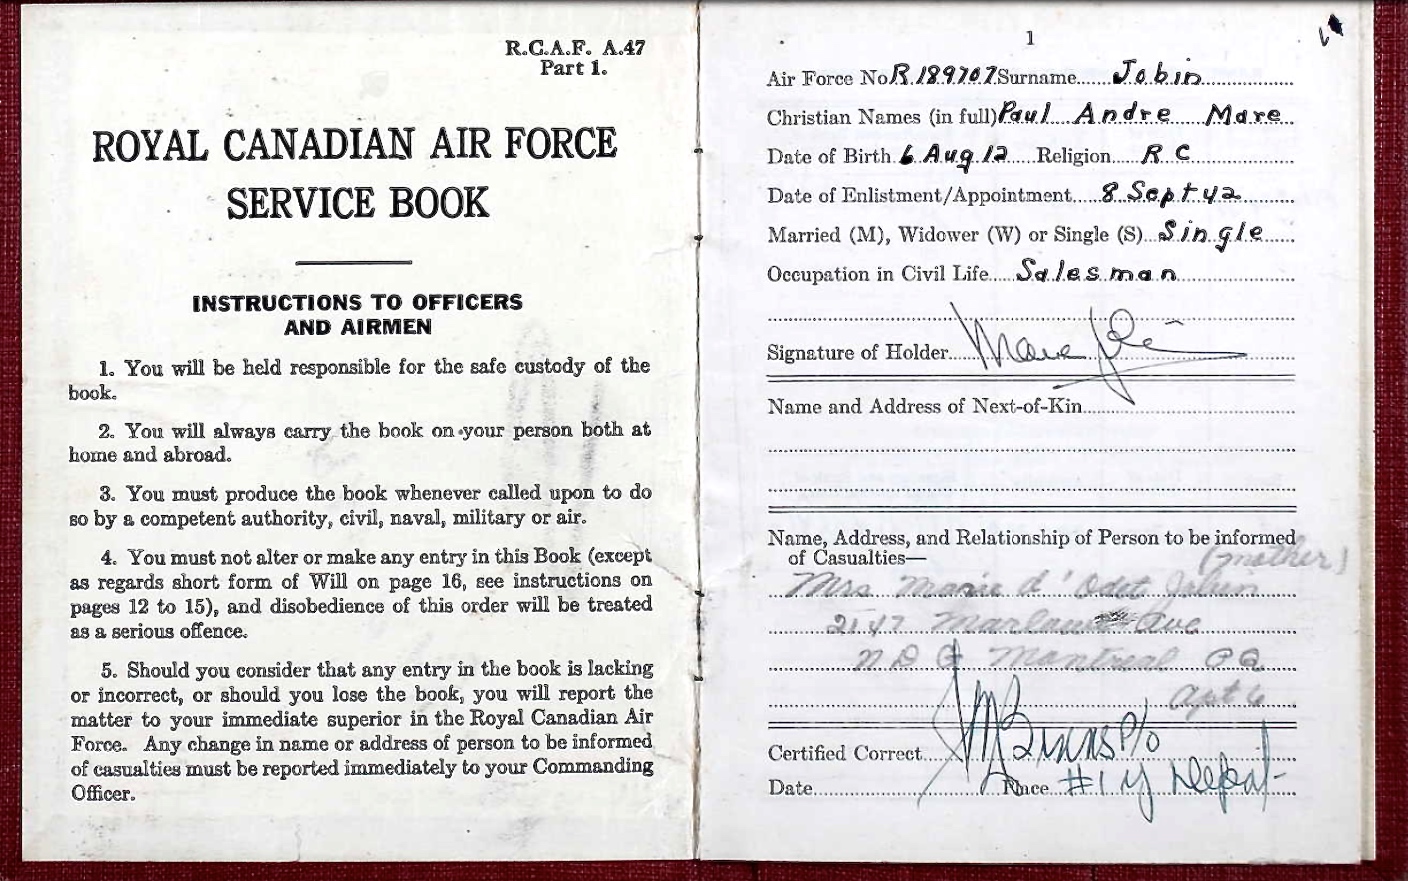 R.C.A.F. A.47
Part 1.
ROYAL CANADIAN AIR FORCE
SERVICE BOOK
INSTRUCTIONS TO OFFICERS
AND AIRMEN
1. You will be held responsible for the safe custody of the
book.
2. You will always carry the book on your person both at
home and abroad.
3. You must produce the book whenever called upon to do
so by a competent authority, civil, naval, military or air.
4. You must not alter or make any entry in this Book (except
as regards short form of Will on page 16, see instructions on
pages 12 to 15), and disobedience of this order will be treated
as a serious offence.
5. Should you consider that any entry in the book is lacking
or incorrect, or should you lose the book, you will report the
matter to your immediate superior in the Royal Canadian Air
Force. Any change in name or address of person to be informed
of casualties must be reported immediately to your Commanding
Officer.
1
Air Force No R.189707 Surname Jobin
Christian Names (in full) Paul Andre Marc
Date of Birth 6 Aug 12 Religion R C
Date of Enlistment/Appointment 8 Sept 42
Married (M), Widower (W) or Single (S) Single
Occupation in Civil Life Salesman
Signature of Holder Marc Jobin
Name and Address of Next-of-Kin
Name, Address, and Relationship of Person to be informed
of Casualties— (mother)
Mrs Marie d'Odet Jobin
2147 Ave
N D G Montreal P Q
Apt 6
Certified Correct P/O
Date Place #1 Y Depot